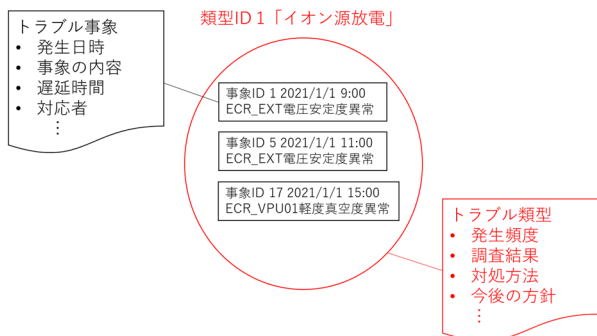 類型ID 1「イオン源放電」
トラブル事象
• 発生日時
• 事象の内容
• 遅延時間
• 対応者
⋮
事象ID 1 2021/1/1 9:00
ECR_EXT電圧安定度異常
事象ID 5 2021/1/1 11:00
ECR_EXT電圧安定度異常
事象ID 17 2021/1/1 15:00
ECR_VPU01軽度真空度異常
トラブル類型
• 発生頻度
• 調査結果
• 対処方法
• 今後の方針
⋮